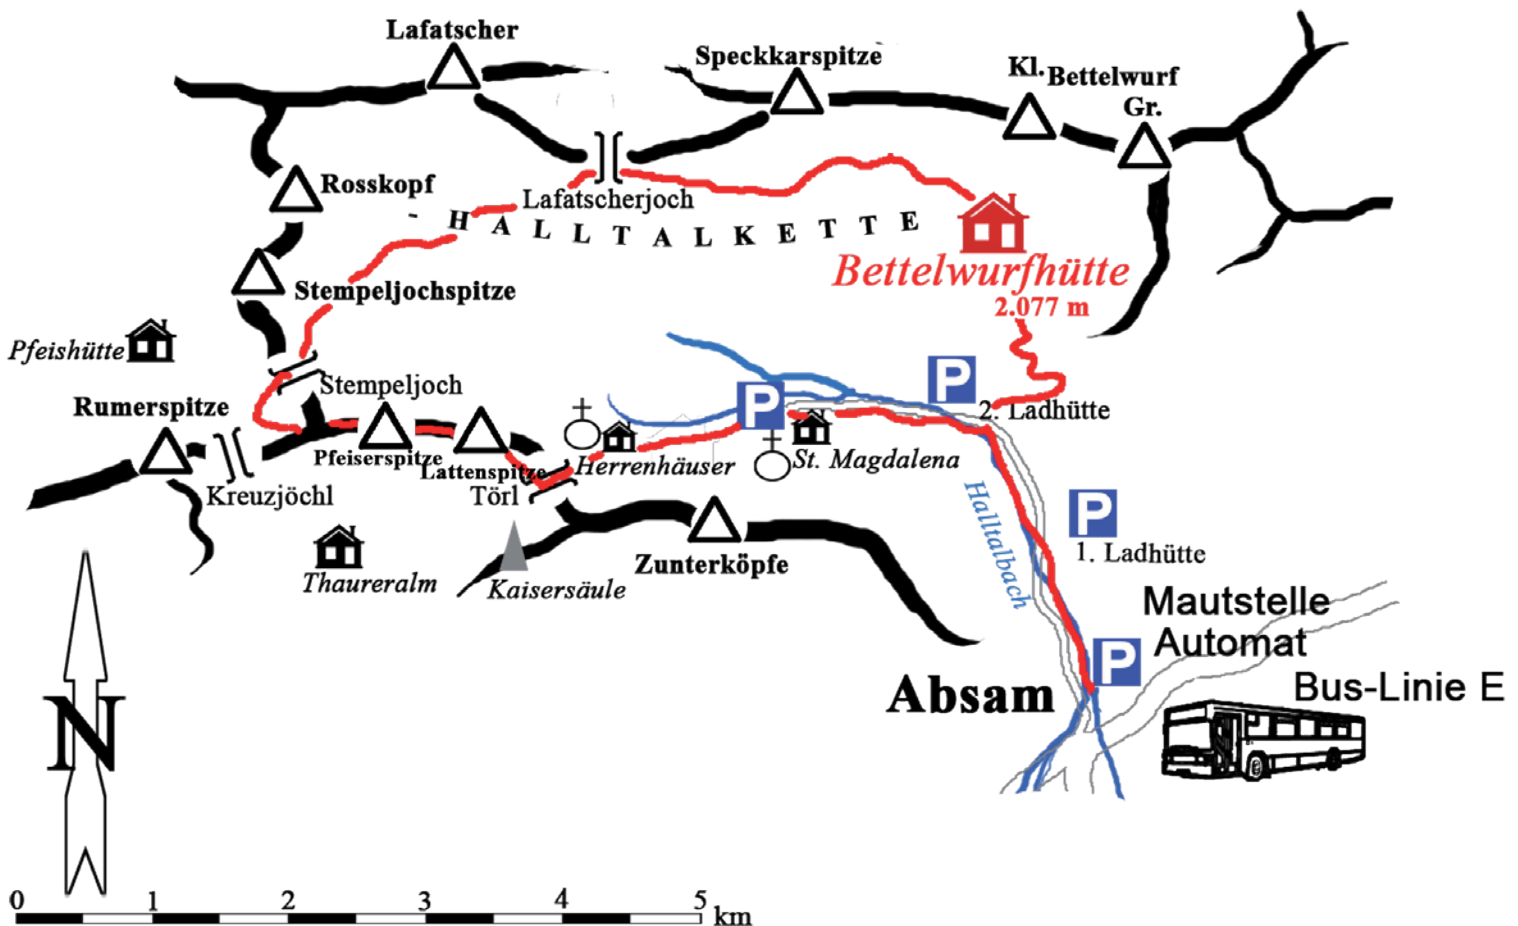 Lafatscher
Speckkarspitze
Kl. Bettelwurf
Gr.
Rosskopf
Lafatscherjoch
- HALLTALKETTE
Bettelwurfhütte
2.077 m
Stempeljochspitze
Pfeishütte
Stempeljoch
Rumerspitze
P
P
2. Ladhütte
Pfeiserspitze
Lattenspitze
Herrenhäuser
St. Magdalena
Kreuzjöchl
Törl
Halltalbach
P
1. Ladhütte
Thaureralm
Kaisersäule
Zunterköpfe
Mautstelle
Automat
P
Absam
Bus-Linie E
N
0 1 2 3 4 5 km